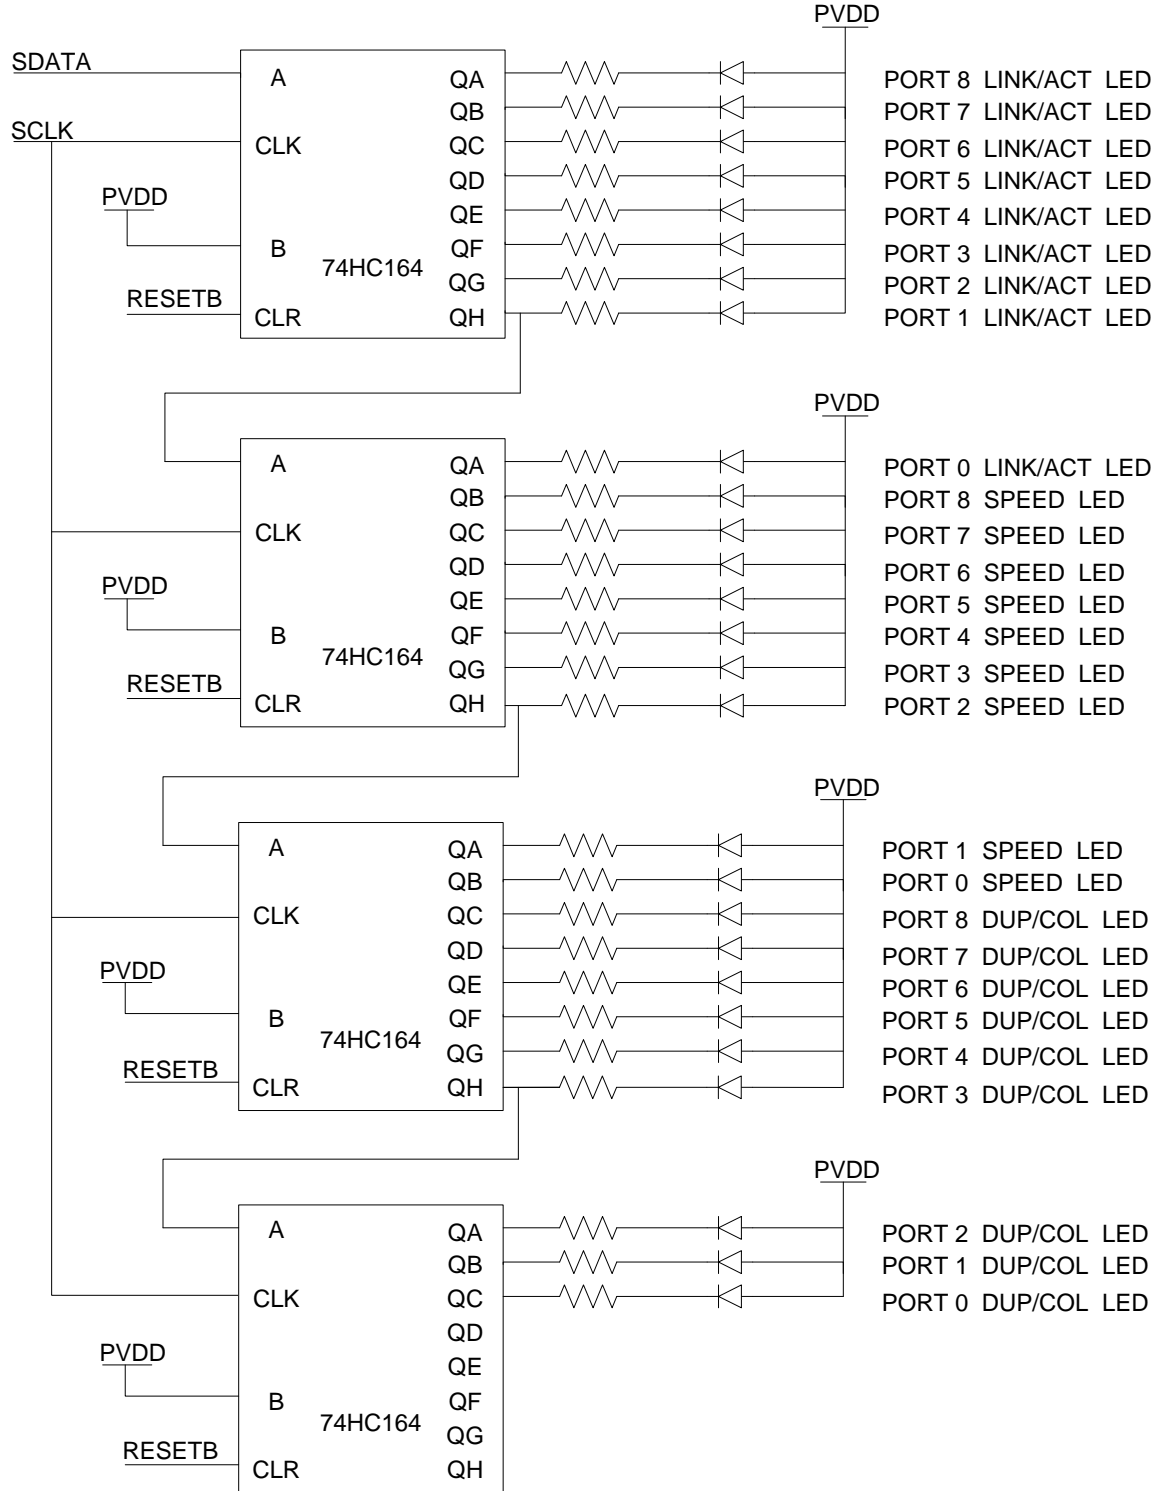 PVDD
SDATA
A QA PORT 8 LINK/ACT LED
QB PORT 7 LINK/ACT LED
SCLK
CLK QC PORT 6 LINK/ACT LED
QD PORT 5 LINK/ACT LED
PVDD
QE PORT 4 LINK/ACT LED
B QF PORT 3 LINK/ACT LED
74HC164
QG PORT 2 LINK/ACT LED
RESETB
CLR QH PORT 1 LINK/ACT LED
PVDD
A QA PORT 0 LINK/ACT LED
QB PORT 8 SPEED LED
CLK QC PORT 7 SPEED LED
QD PORT 6 SPEED LED
PVDD
QE PORT 5 SPEED LED
B QF PORT 4 SPEED LED
74HC164
QG PORT 3 SPEED LED
RESETB
CLR QH PORT 2 SPEED LED
PVDD
A QA PORT 1 SPEED LED
QB PORT 0 SPEED LED
CLK QC PORT 8 DUP/COL LED
QD PORT 7 DUP/COL LED
PVDD
QE PORT 6 DUP/COL LED
B QF PORT 5 DUP/COL LED
74HC164
QG PORT 4 DUP/COL LED
RESETB
CLR QH PORT 3 DUP/COL LED
PVDD
A QA PORT 2 DUP/COL LED
QB PORT 1 DUP/COL LED
CLK QC PORT 0 DUP/COL LED
QD
PVDD
QE
B QF
74HC164
QG
RESETB
CLR QH